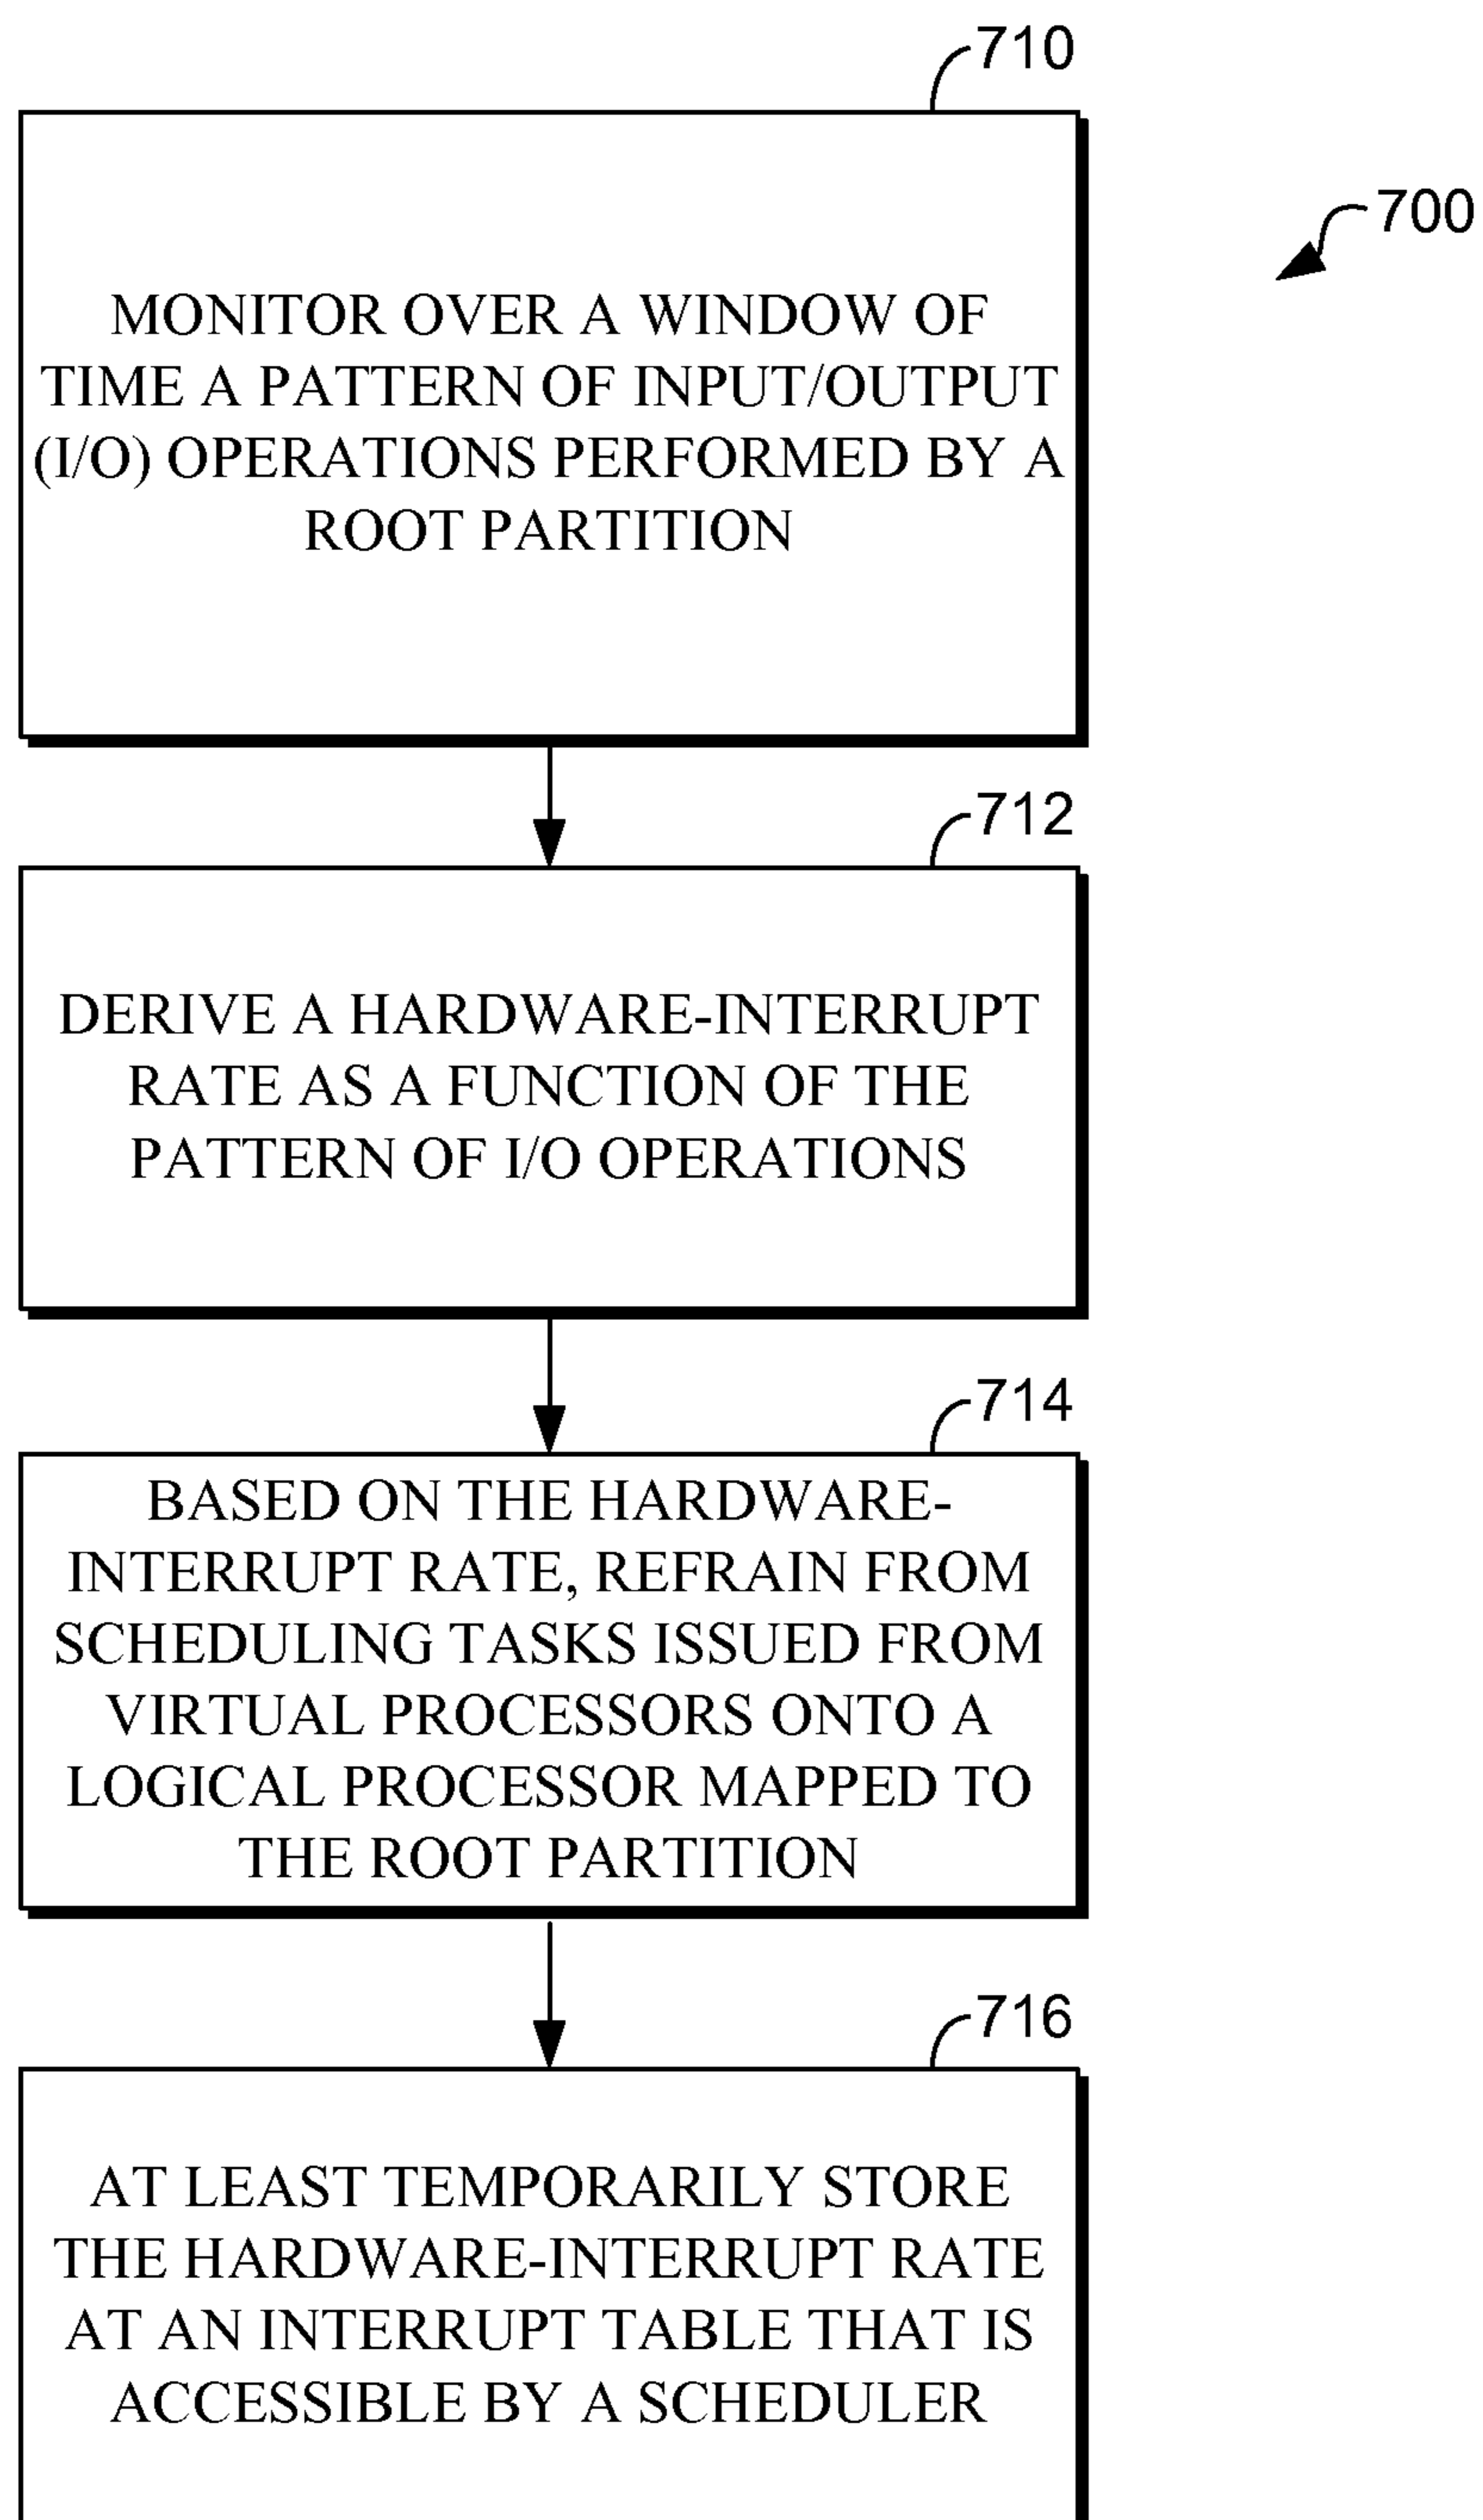 710
700
MONITOR OVER A WINDOW OF
TIME A PATTERN OF INPUT/OUTPUT
(I/O) OPERATIONS PERFORMED BY A
ROOT PARTITION
712
DERIVE A HARDWARE-INTERRUPT
RATE AS A FUNCTION OF THE
PATTERN OF I/O OPERATIONS
714
BASED ON THE HARDWARE-
INTERRUPT RATE, REFRAIN FROM
SCHEDULING TASKS ISSUED FROM
VIRTUAL PROCESSORS ONTO A
LOGICAL PROCESSOR MAPPED TO
THE ROOT PARTITION
716
AT LEAST TEMPORARILY STORE
THE HARDWARE-INTERRUPT RATE
AT AN INTERRUPT TABLE THAT IS
ACCESSIBLE BY A SCHEDULER